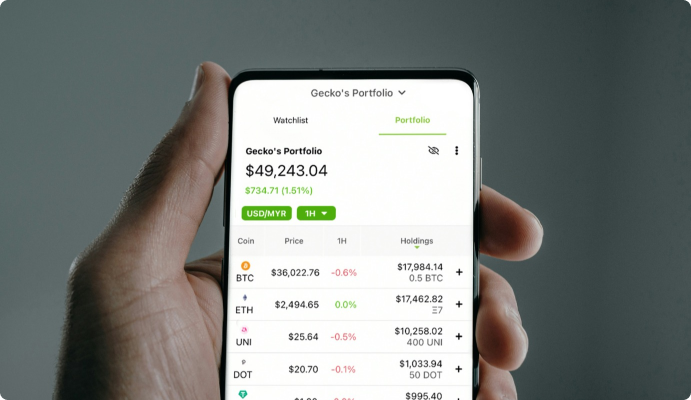 Gecko's Portfolio
Watchlist Portfolio
Gecko's Portfolio
$49,243.04
$734.71 (1.51%)
USD/MYR 1H
Coin Price 1H Holdings
BTC $36,022.76 -0.6% $17,984.14
0.5 BTC
ETH $2,494.65 0.0% $17,462.82
Ξ7
UNI $25.64 -0.5% $10,258.02
400 UNI
DOT $20.70 -0.1% $1,033.94
50 DOT
$995.40